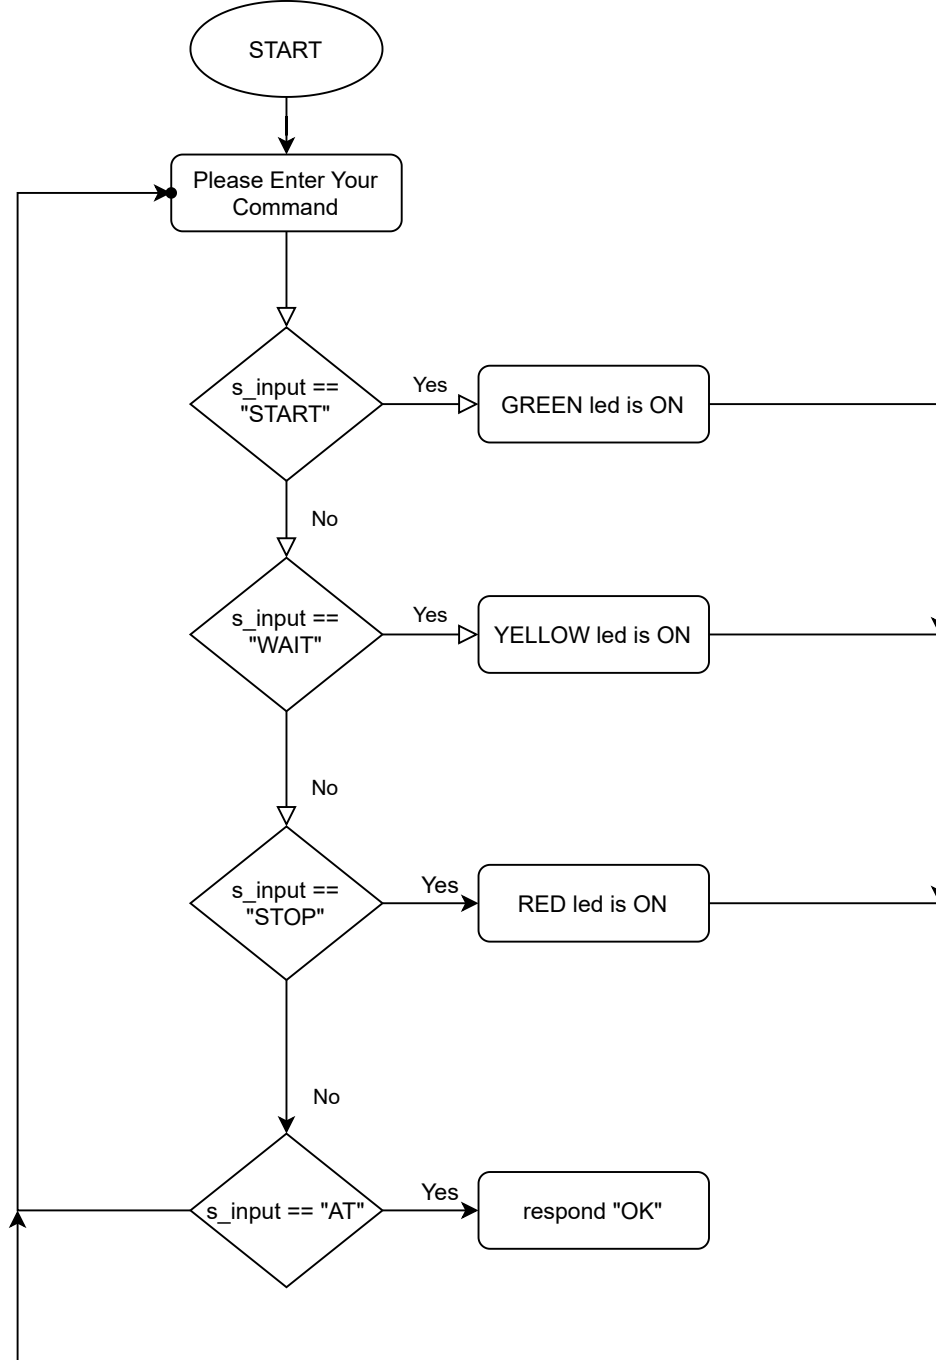 START
Please Enter Your
Command
s_input ==
"START"
Yes
GREEN led is ON
No
s_input ==
"WAIT"
Yes
YELLOW led is ON
No
s_input ==
"STOP"
Yes
RED led is ON
No
s_input == "AT"
Yes
respond "OK"